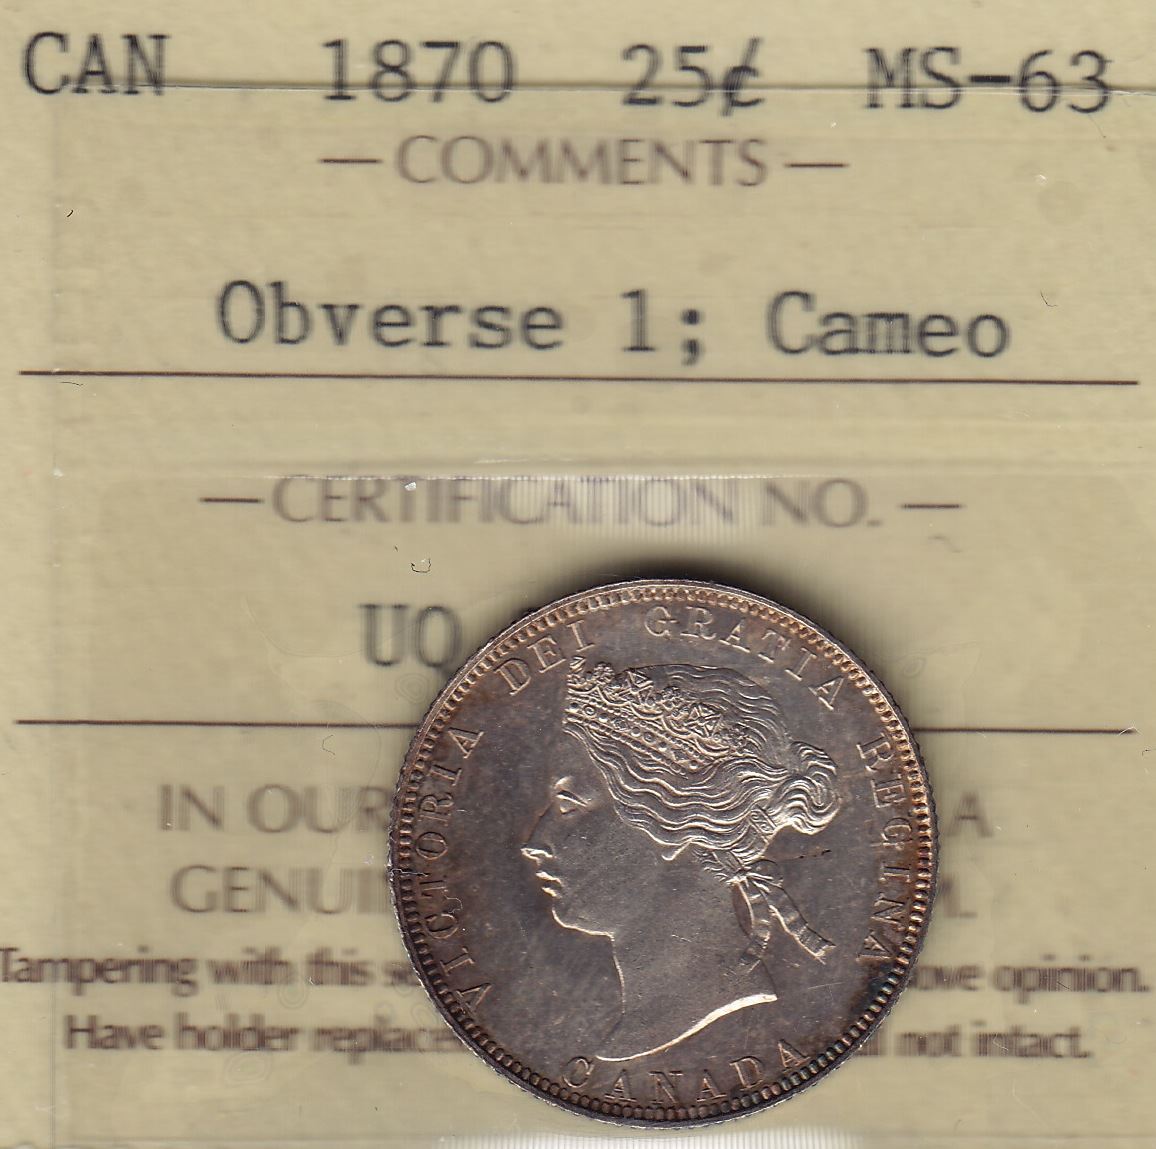 CAN 1870 25¢ MS-63
— COMMENTS —
Obverse 1; Cameo
— CERTIFICATION NO. —
UQ
IN OUR A
GENUI L
Tampering with this s ove opinion.
Have holder replace l not intact.
VICTORIA DEI GRATIA REGINA
CANADA